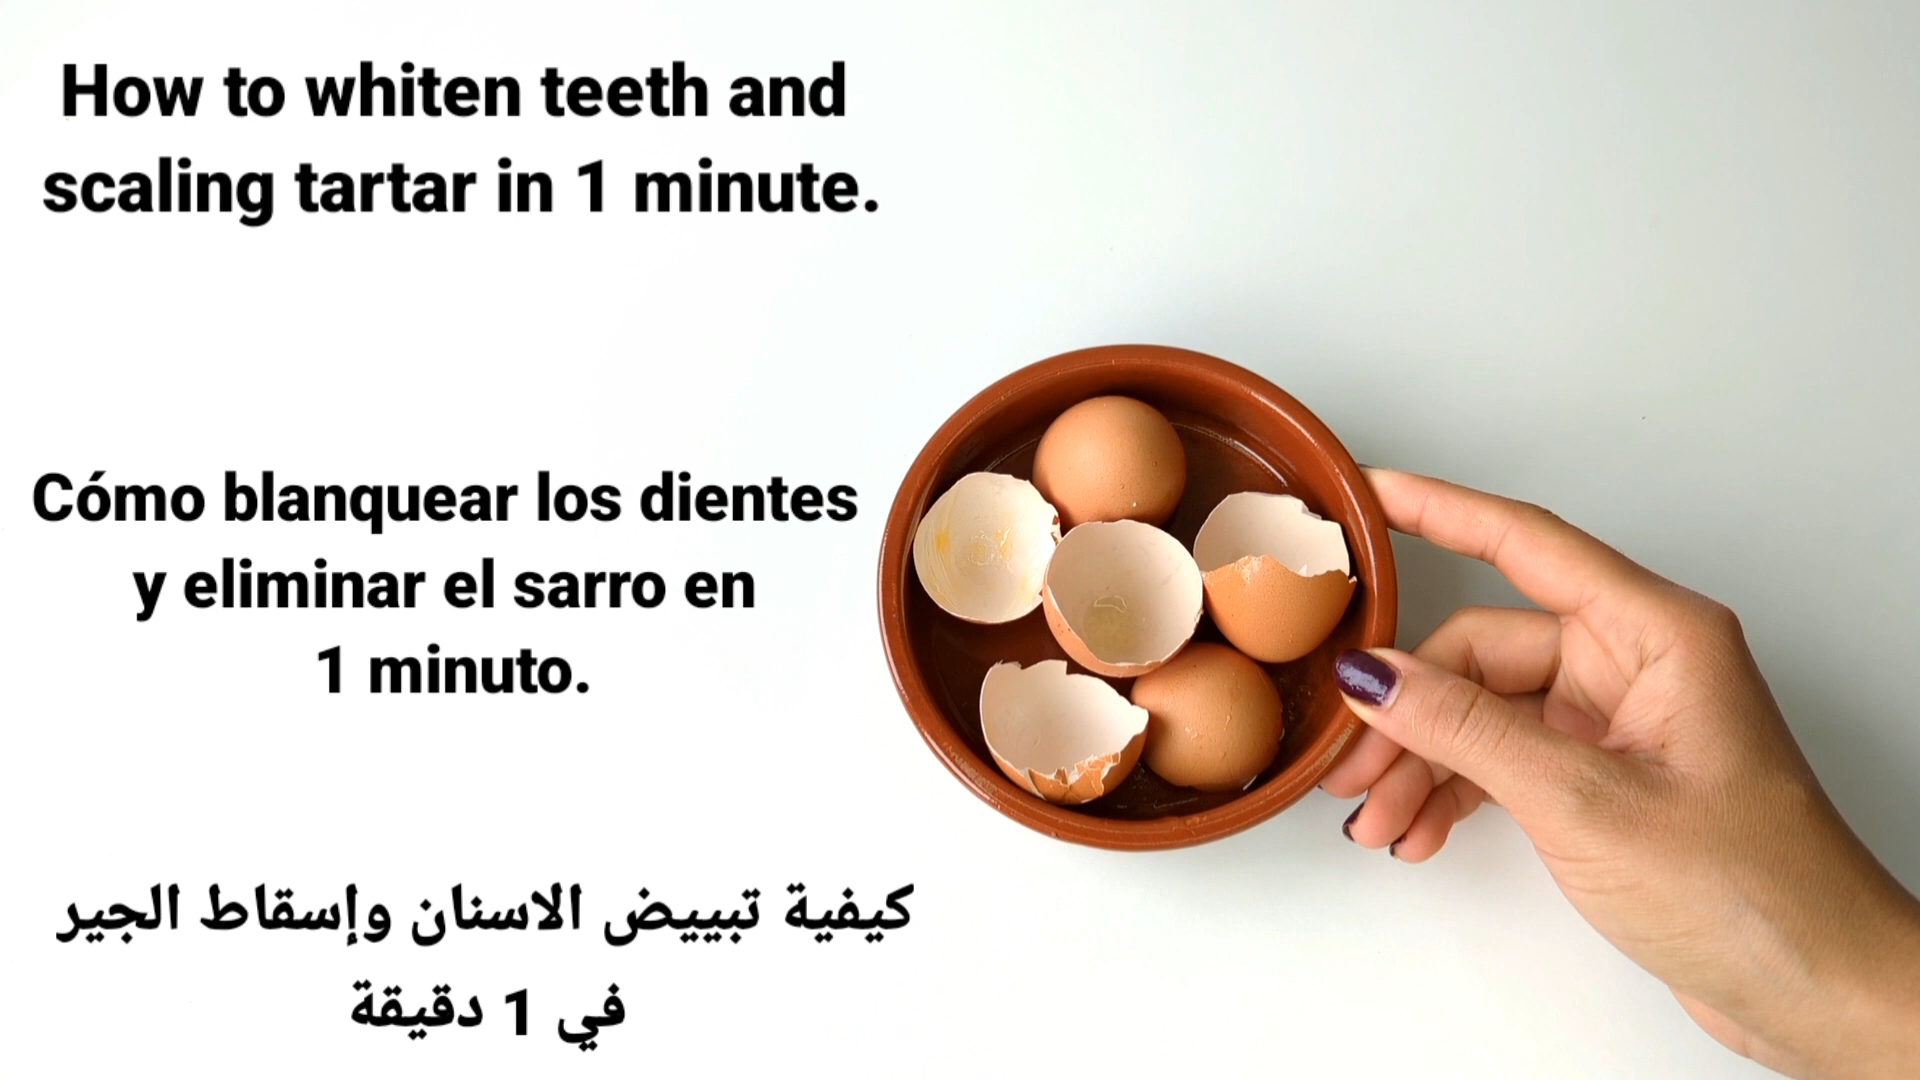 How to whiten teeth and
scaling tartar in 1 minute.
Cómo blanquear los dientes
y eliminar el sarro en
1 minuto.
كيفية تبييض الاسنان وإسقاط الجير
في 1 دقيقة